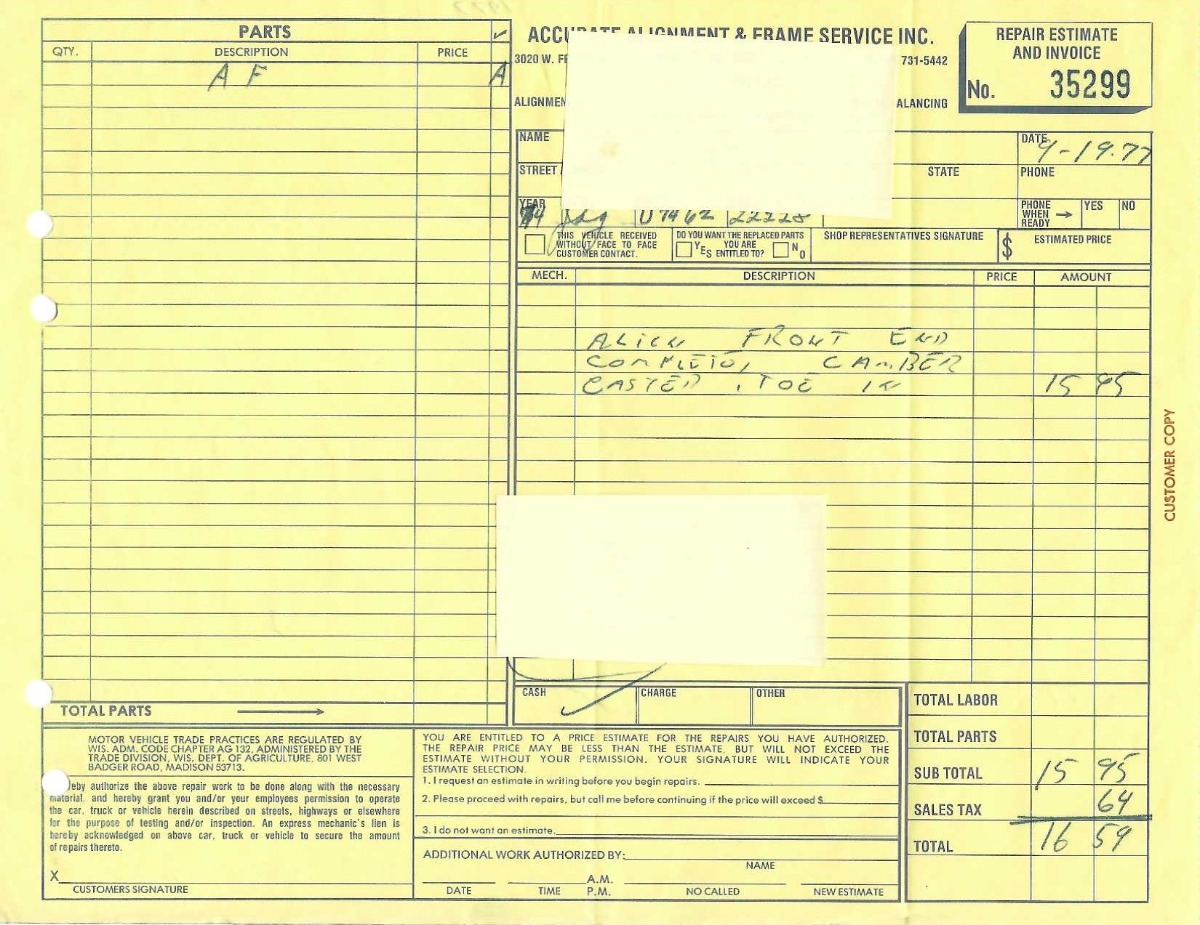 PARTS ✓
QTY. DESCRIPTION PRICE
A F A
TOTAL PARTS
ACCURATE ALIGNMENT & FRAME SERVICE INC.
3020 W. 731-5442
ALANCING
REPAIR ESTIMATE
AND INVOICE
No. 35299
NAME DATE 9-19.77
STREET STATE PHONE
YEAR PHONE WHEN READY YES NO
74 Jag U7462 22228
THIS VEHICLE RECEIVED WITHOUT FACE TO FACE CUSTOMER CONTACT.
DO YOU WANT THE REPLACED PARTS YOU ARE ENTITLED TO? YES NO
SHOP REPRESENTATIVES SIGNATURE
$ ESTIMATED PRICE
MECH. DESCRIPTION PRICE AMOUNT
ALIGN FRONT END
COMPLETE, CAMBER
CASTER, TOE IN 15 95
CUSTOMER COPY
CASH ✓ CHARGE OTHER
TOTAL LABOR
TOTAL PARTS
SUB TOTAL 15 95
SALES TAX 64
TOTAL 16 59
MOTOR VEHICLE TRADE PRACTICES ARE REGULATED BY
WIS. ADM. CODE CHAPTER AG 132, ADMINISTERED BY THE
TRADE DIVISION, WIS. DEPT. OF AGRICULTURE, 801 WEST
BADGER ROAD, MADISON 53713.
eby authorize the above repair work to be done along with the necessary
material, and hereby grant you and/or your employees permission to operate
the car, truck or vehicle herein described on streets, highways or elsewhere
for the purpose of testing and/or inspection. An express mechanic's lien is
hereby acknowledged on above car, truck or vehicle to secure the amount
of repairs thereto.
X
CUSTOMERS SIGNATURE
YOU ARE ENTITLED TO A PRICE ESTIMATE FOR THE REPAIRS YOU HAVE AUTHORIZED.
THE REPAIR PRICE MAY BE LESS THAN THE ESTIMATE, BUT WILL NOT EXCEED THE
ESTIMATE WITHOUT YOUR PERMISSION. YOUR SIGNATURE WILL INDICATE YOUR
ESTIMATE SELECTION.
1. I request an estimate in writing before you begin repairs.
2. Please proceed with repairs, but call me before continuing if the price will exceed $
3. I do not want an estimate.
ADDITIONAL WORK AUTHORIZED BY:
NAME
DATE TIME A.M. P.M. NO CALLED NEW ESTIMATE